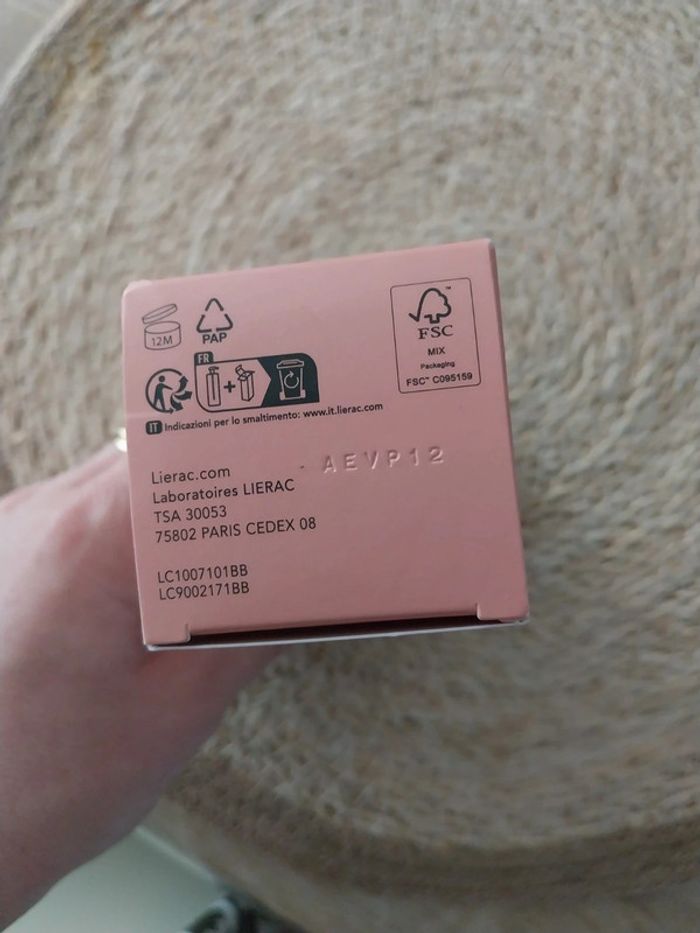 12M
PAP
FSC™
MIX
Packaging
FSC™ C095159
FR
+
IT Indicazioni per lo smaltimento: www.it.lierac.com
AEVP12
Lierac.com
Laboratoires LIERAC
TSA 30053
75802 PARIS CEDEX 08
LC1007101BB
LC9002171BB